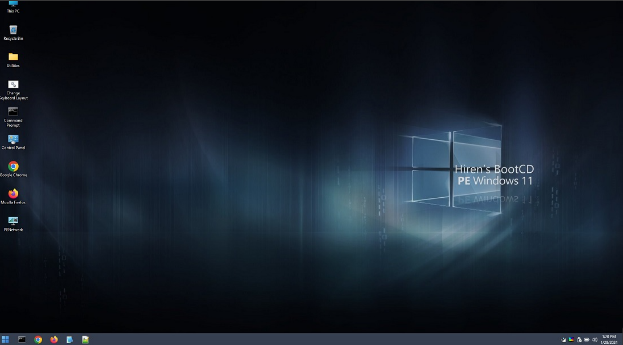 This PC
Recycle Bin
Utilities
Change
Keyboard Layout
Command
Prompt
Control Panel
Google Chrome
Mozilla Firefox
PENetwork
Hiren's BootCD
PE Windows 11